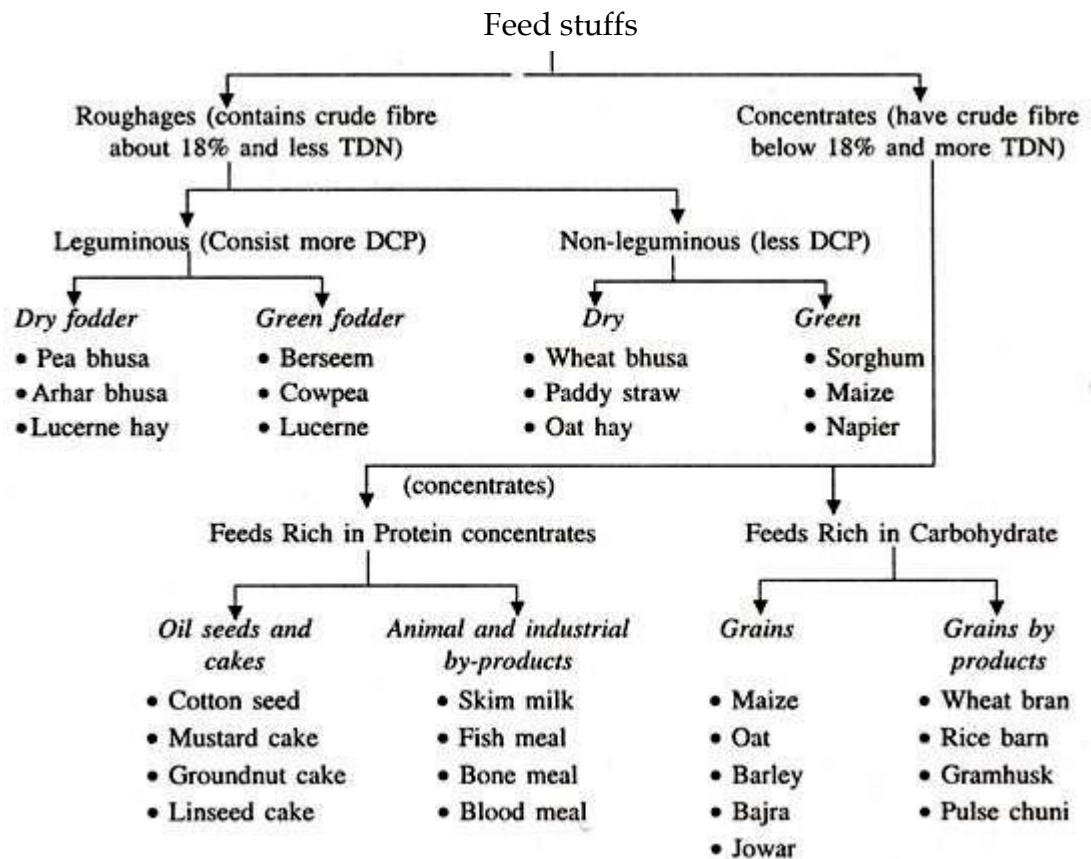 Feed stuffs
Roughages (contains crude fibre
about 18% and less TDN)
Concentrates (have crude fibre
below 18% and more TDN)
Leguminous (Consist more DCP)
Non-leguminous (less DCP)
Dry fodder
• Pea bhusa
• Arhar bhusa
• Lucerne hay
Green fodder
• Berseem
• Cowpea
• Lucerne
Dry
• Wheat bhusa
• Paddy straw
• Oat hay
Green
• Sorghum
• Maize
• Napier
(concentrates)
Feeds Rich in Protein concentrates
Feeds Rich in Carbohydrate
Oil seeds and
cakes
• Cotton seed
• Mustard cake
• Groundnut cake
• Linseed cake
Animal and industrial
by-products
• Skim milk
• Fish meal
• Bone meal
• Blood meal
Grains
• Maize
• Oat
• Barley
• Bajra
• Jowar
Grains by
products
• Wheat bran
• Rice barn
• Gramhusk
• Pulse chuni